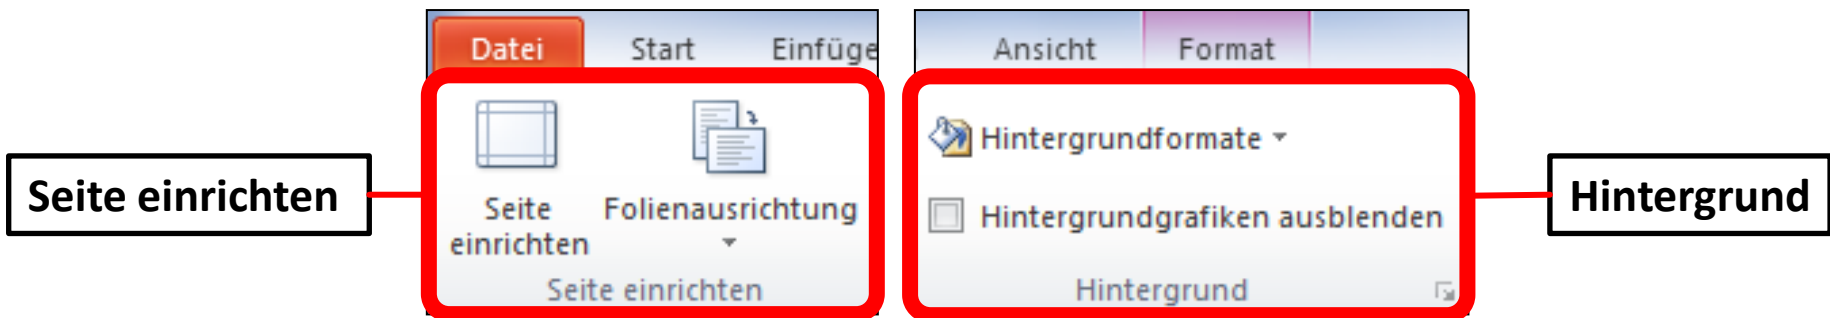 Datei Start Einfüge
Ansicht Format
Seite einrichten
Seite
einrichten
Folienausrichtung
Seite einrichten
Hintergrundformate
Hintergrundgrafiken ausblenden
Hintergrund
Hintergrund